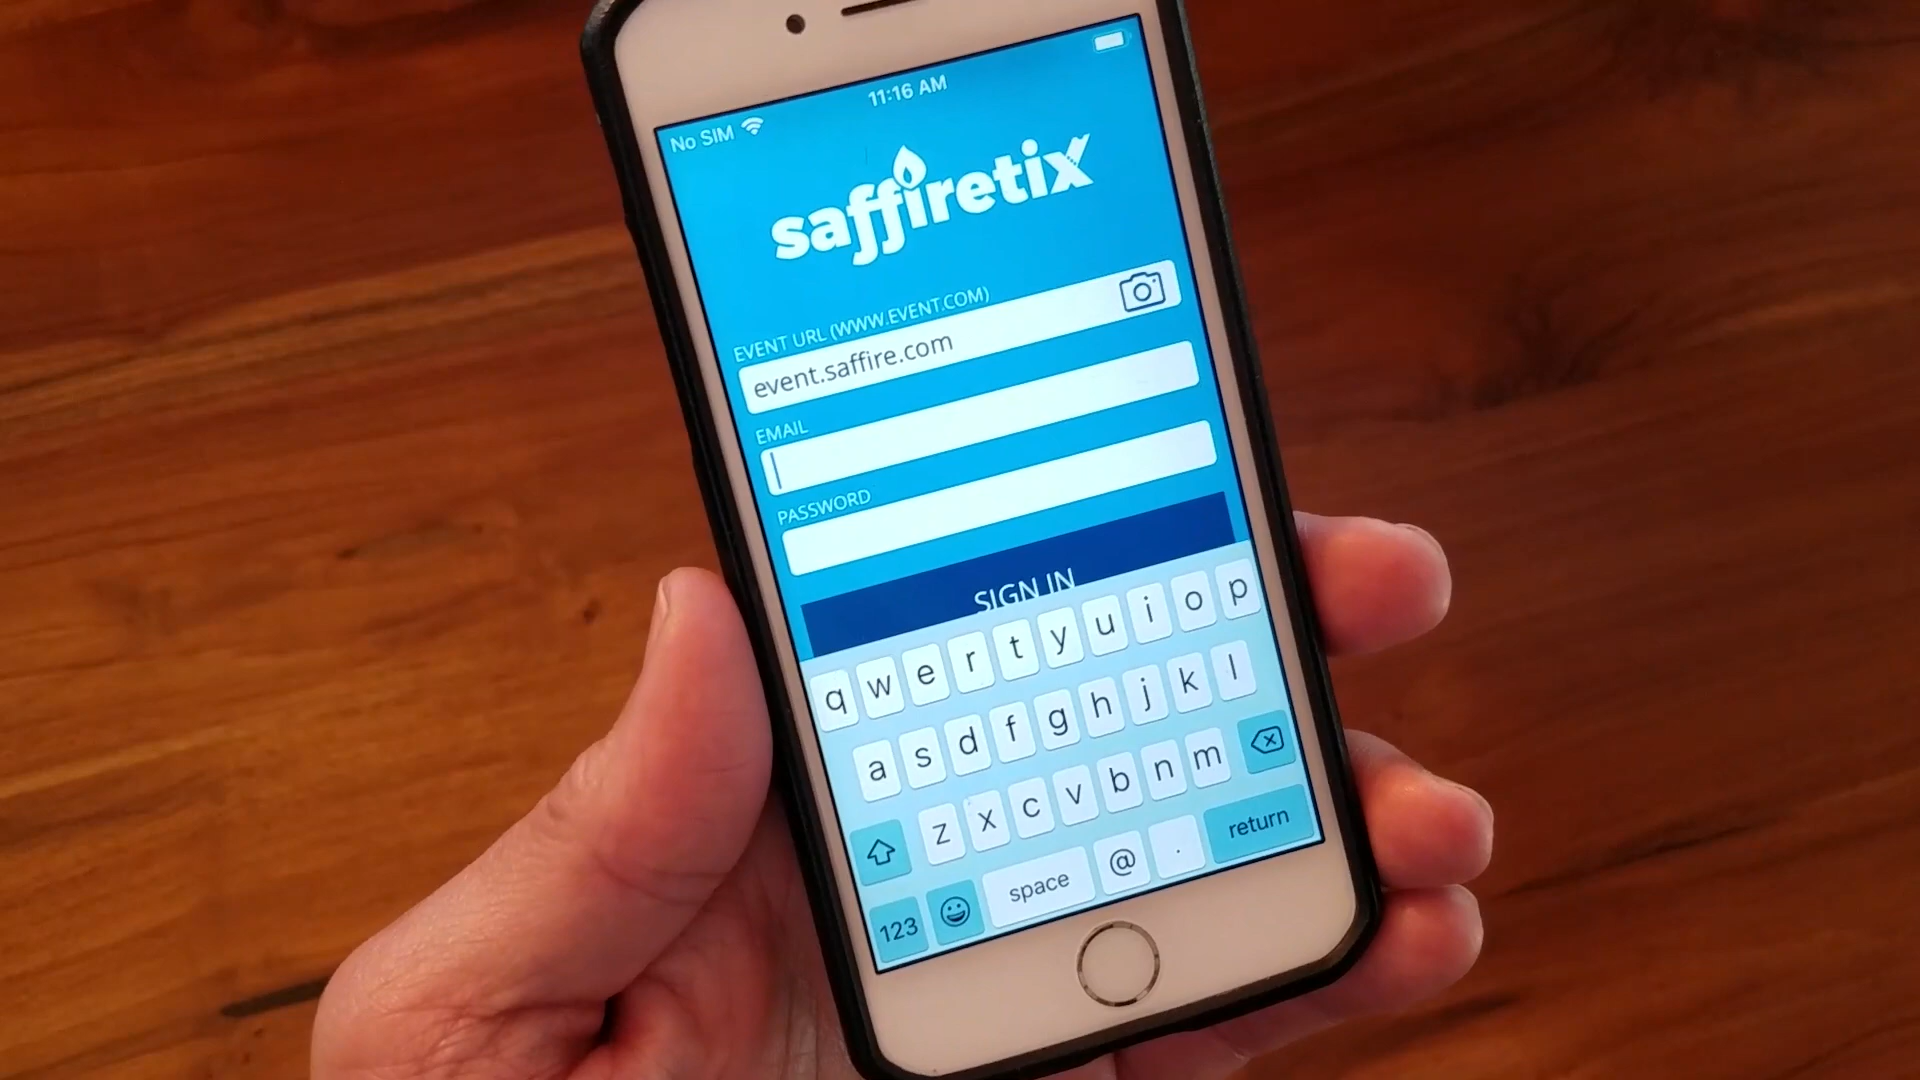 11:16 AM
No SIM
saffiretix
EVENT URL (WWW.EVENT.COM)
event.saffire.com
EMAIL
PASSWORD
SIGN IN
q w e r t y u i o p
a s d f g h j k l
z x c v b n m
123 space @ . return